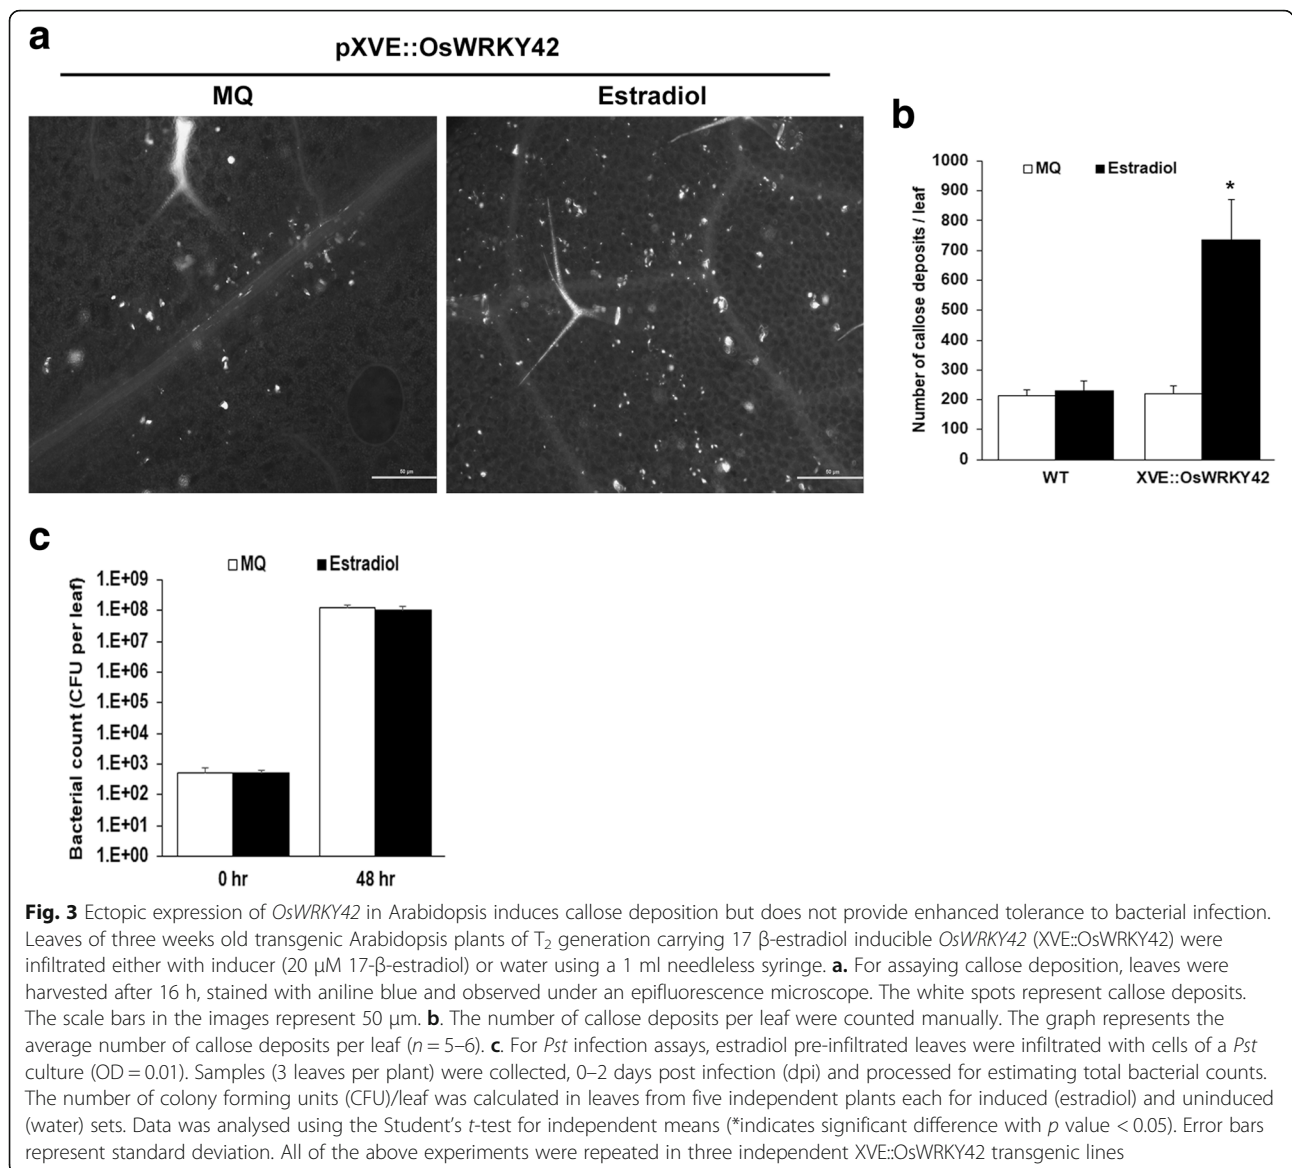 a
pXVE::OsWRKY42
MQ
Estradiol
50 µm
50 µm
b
Number of callose deposits / leaf
1000
900
800
700
600
500
400
300
200
100
0
MQ
Estradiol
*
WT
XVE::OsWRKY42
c
Bacterial count (CFU per leaf)
MQ
Estradiol
1.E+09
1.E+08
1.E+07
1.E+06
1.E+05
1.E+04
1.E+03
1.E+02
1.E+01
1.E+00
0 hr
48 hr
Fig. 3 Ectopic expression of OsWRKY42 in Arabidopsis induces callose deposition but does not provide enhanced tolerance to bacterial infection.
Leaves of three weeks old transgenic Arabidopsis plants of T₂ generation carrying 17 β-estradiol inducible OsWRKY42 (XVE::OsWRKY42) were
infiltrated either with inducer (20 μM 17-β-estradiol) or water using a 1 ml needleless syringe. a. For assaying callose deposition, leaves were
harvested after 16 h, stained with aniline blue and observed under an epifluorescence microscope. The white spots represent callose deposits.
The scale bars in the images represent 50 μm. b. The number of callose deposits per leaf were counted manually. The graph represents the
average number of callose deposits per leaf (n = 5–6). c. For Pst infection assays, estradiol pre-infiltrated leaves were infiltrated with cells of a Pst
culture (OD = 0.01). Samples (3 leaves per plant) were collected, 0–2 days post infection (dpi) and processed for estimating total bacterial counts.
The number of colony forming units (CFU)/leaf was calculated in leaves from five independent plants each for induced (estradiol) and uninduced
(water) sets. Data was analysed using the Student's t-test for independent means (*indicates significant difference with p value < 0.05). Error bars
represent standard deviation. All of the above experiments were repeated in three independent XVE::OsWRKY42 transgenic lines